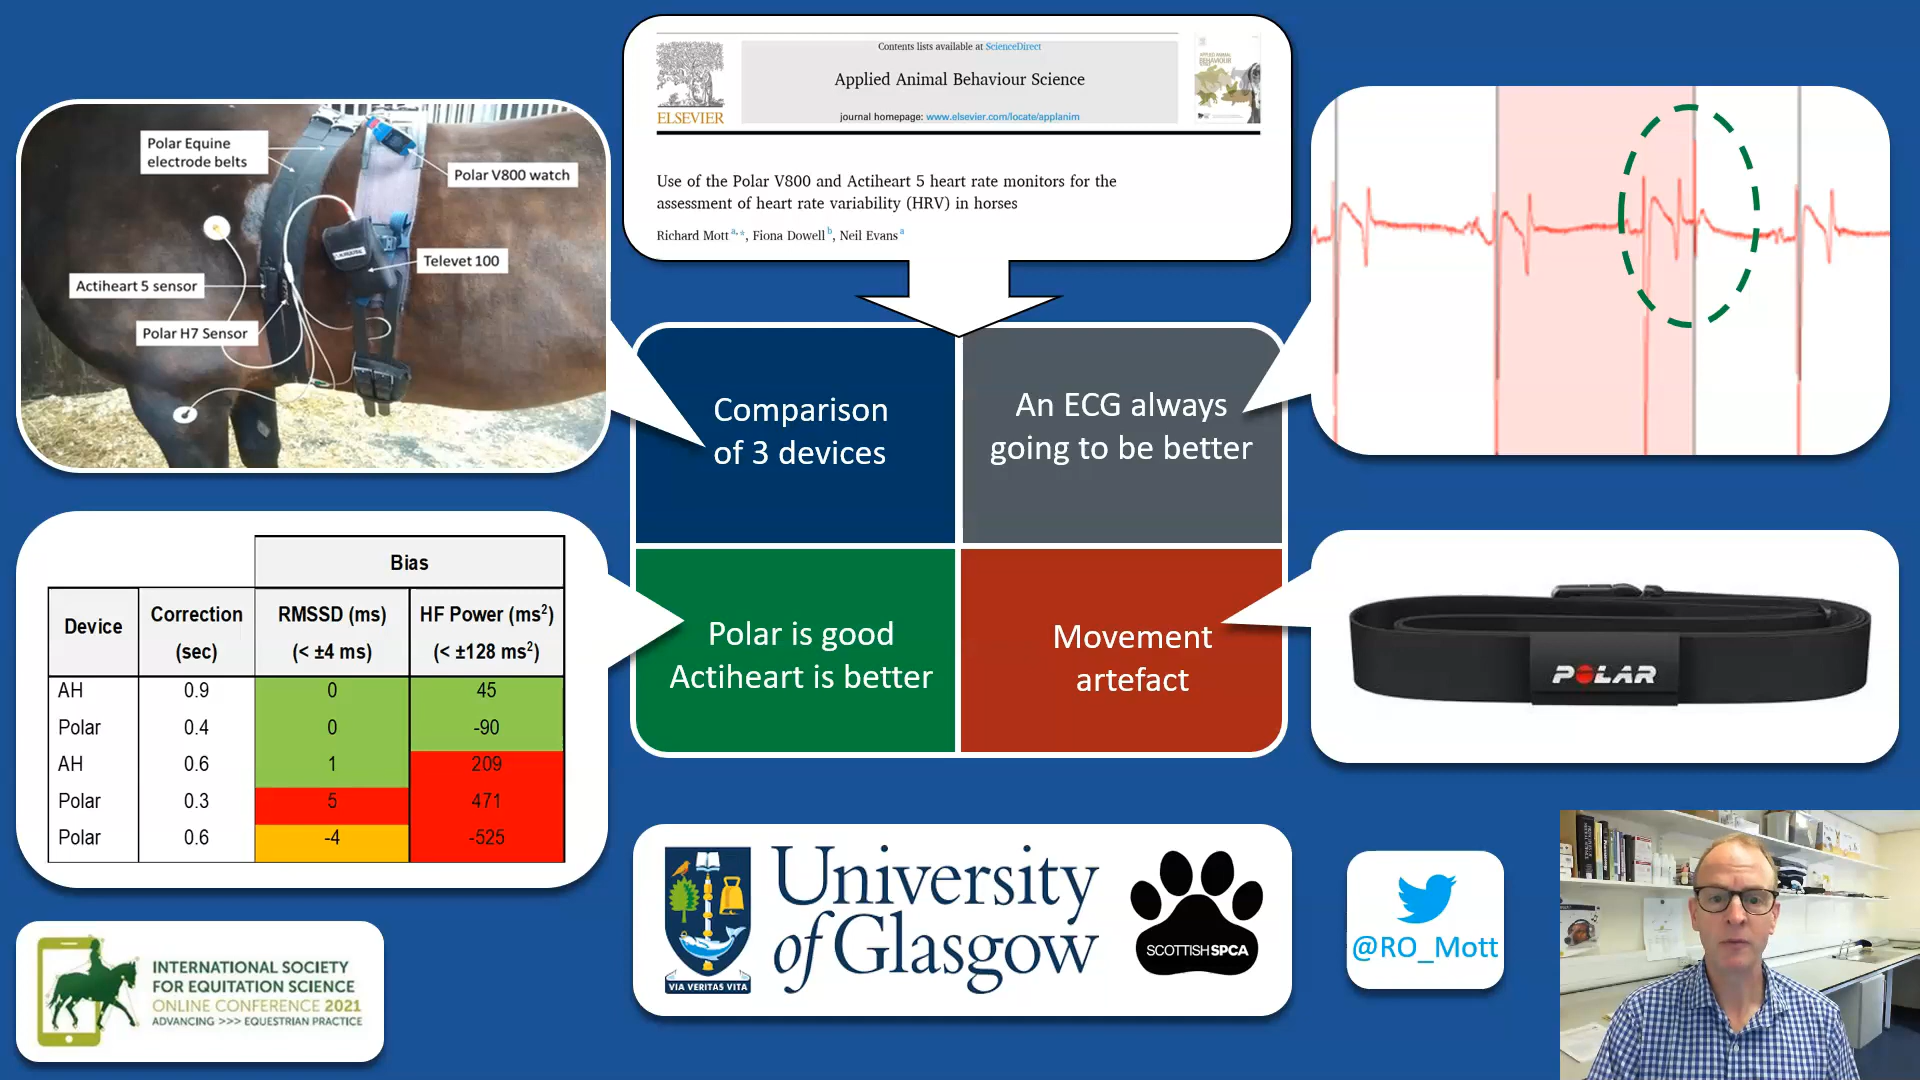 Contents lists available at ScienceDirect
Applied Animal Behaviour Science
journal homepage: www.elsevier.com/locate/applanim
ELSEVIER
Use of the Polar V800 and Actiheart 5 heart rate monitors for the
assessment of heart rate variability (HRV) in horses
Richard Mott a,*, Fiona Dowell b, Neil Evans a
Polar Equine
electrode belts
Polar V800 watch
Televet 100
Actiheart 5 sensor
Polar H7 Sensor
Comparison
of 3 devices
An ECG always
going to be better
Polar is good
Actiheart is better
Movement
artefact
Bias
Device Correction (sec) RMSSD (ms) (< ±4 ms) HF Power (ms²) (< ±128 ms²)
AH 0.9 0 45
Polar 0.4 0 -90
AH 0.6 1 209
Polar 0.3 5 471
Polar 0.6 -4 -525
POLAR
University
of Glasgow
VIA VERITAS VITA
SCOTTISHSPCA
@RO_Mott
INTERNATIONAL SOCIETY
FOR EQUITATION SCIENCE
ONLINE CONFERENCE 2021
ADVANCING >>> EQUESTRIAN PRACTICE